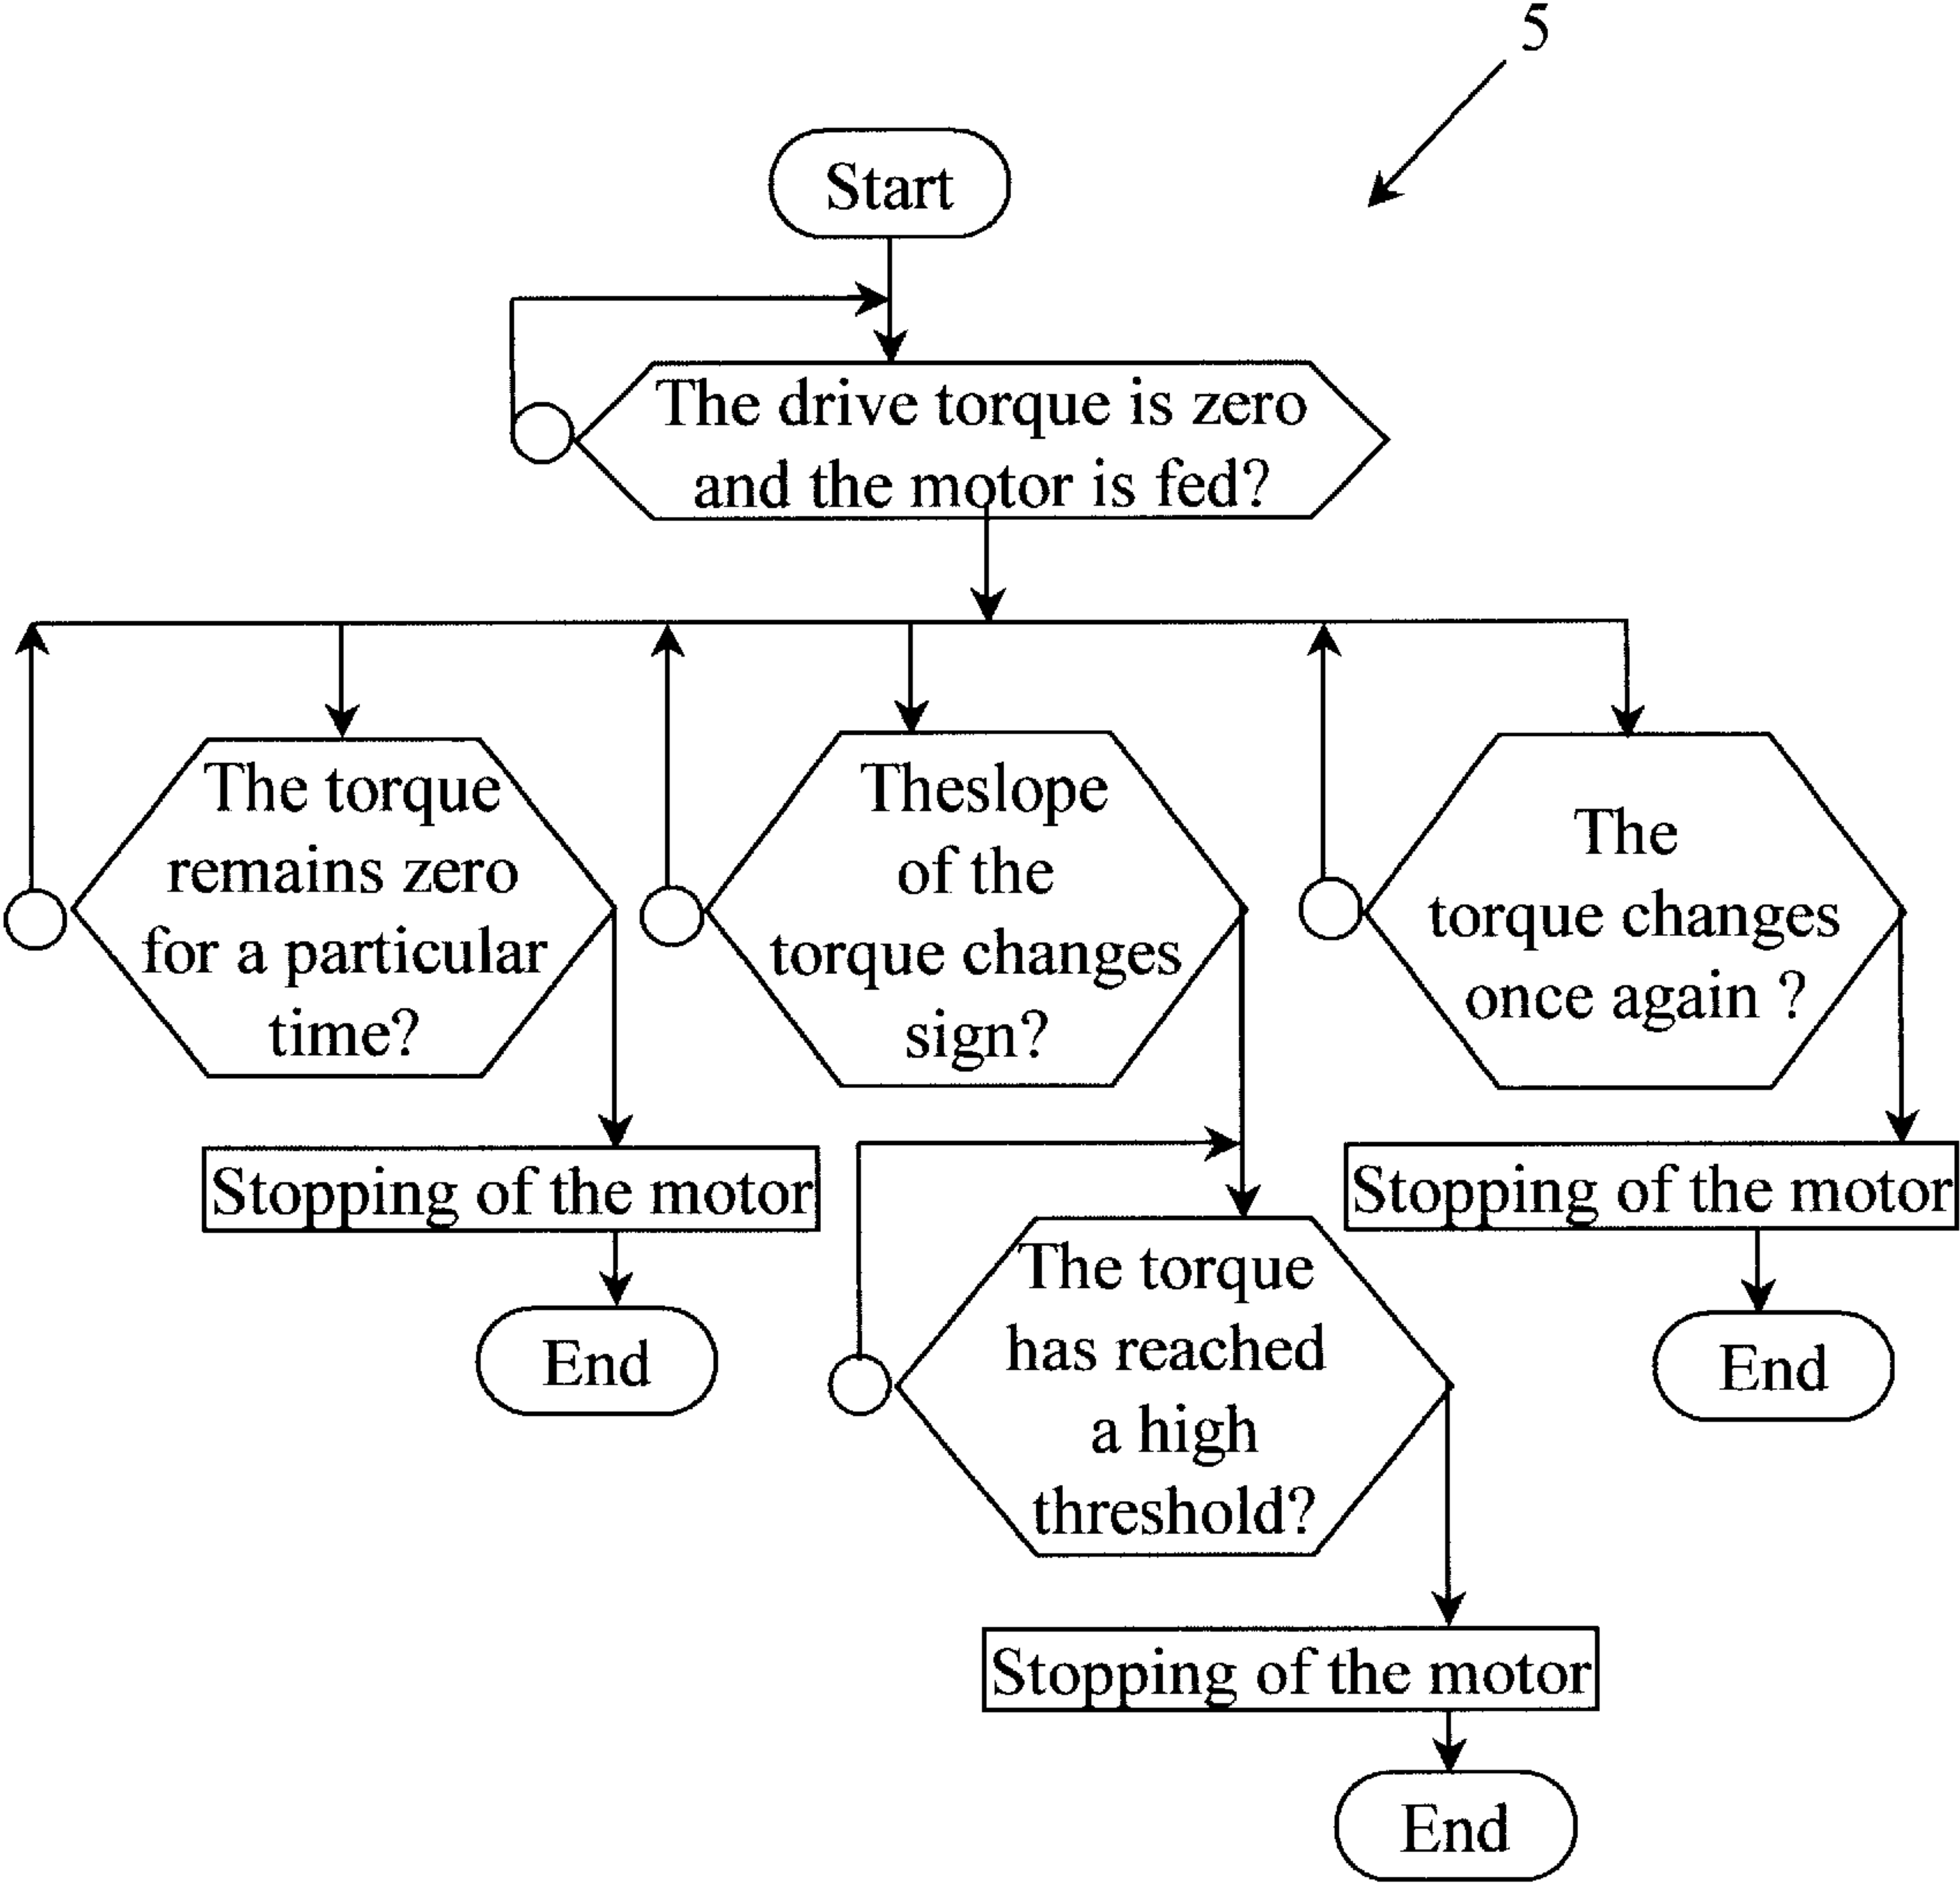 5
Start
The drive torque is zero
and the motor is fed?
The torque
remains zero
for a particular
time?
Theslope
of the
torque changes
sign?
The
torque changes
once again ?
Stopping of the motor
End
The torque
has reached
a high
threshold?
Stopping of the motor
End
Stopping of the motor
End